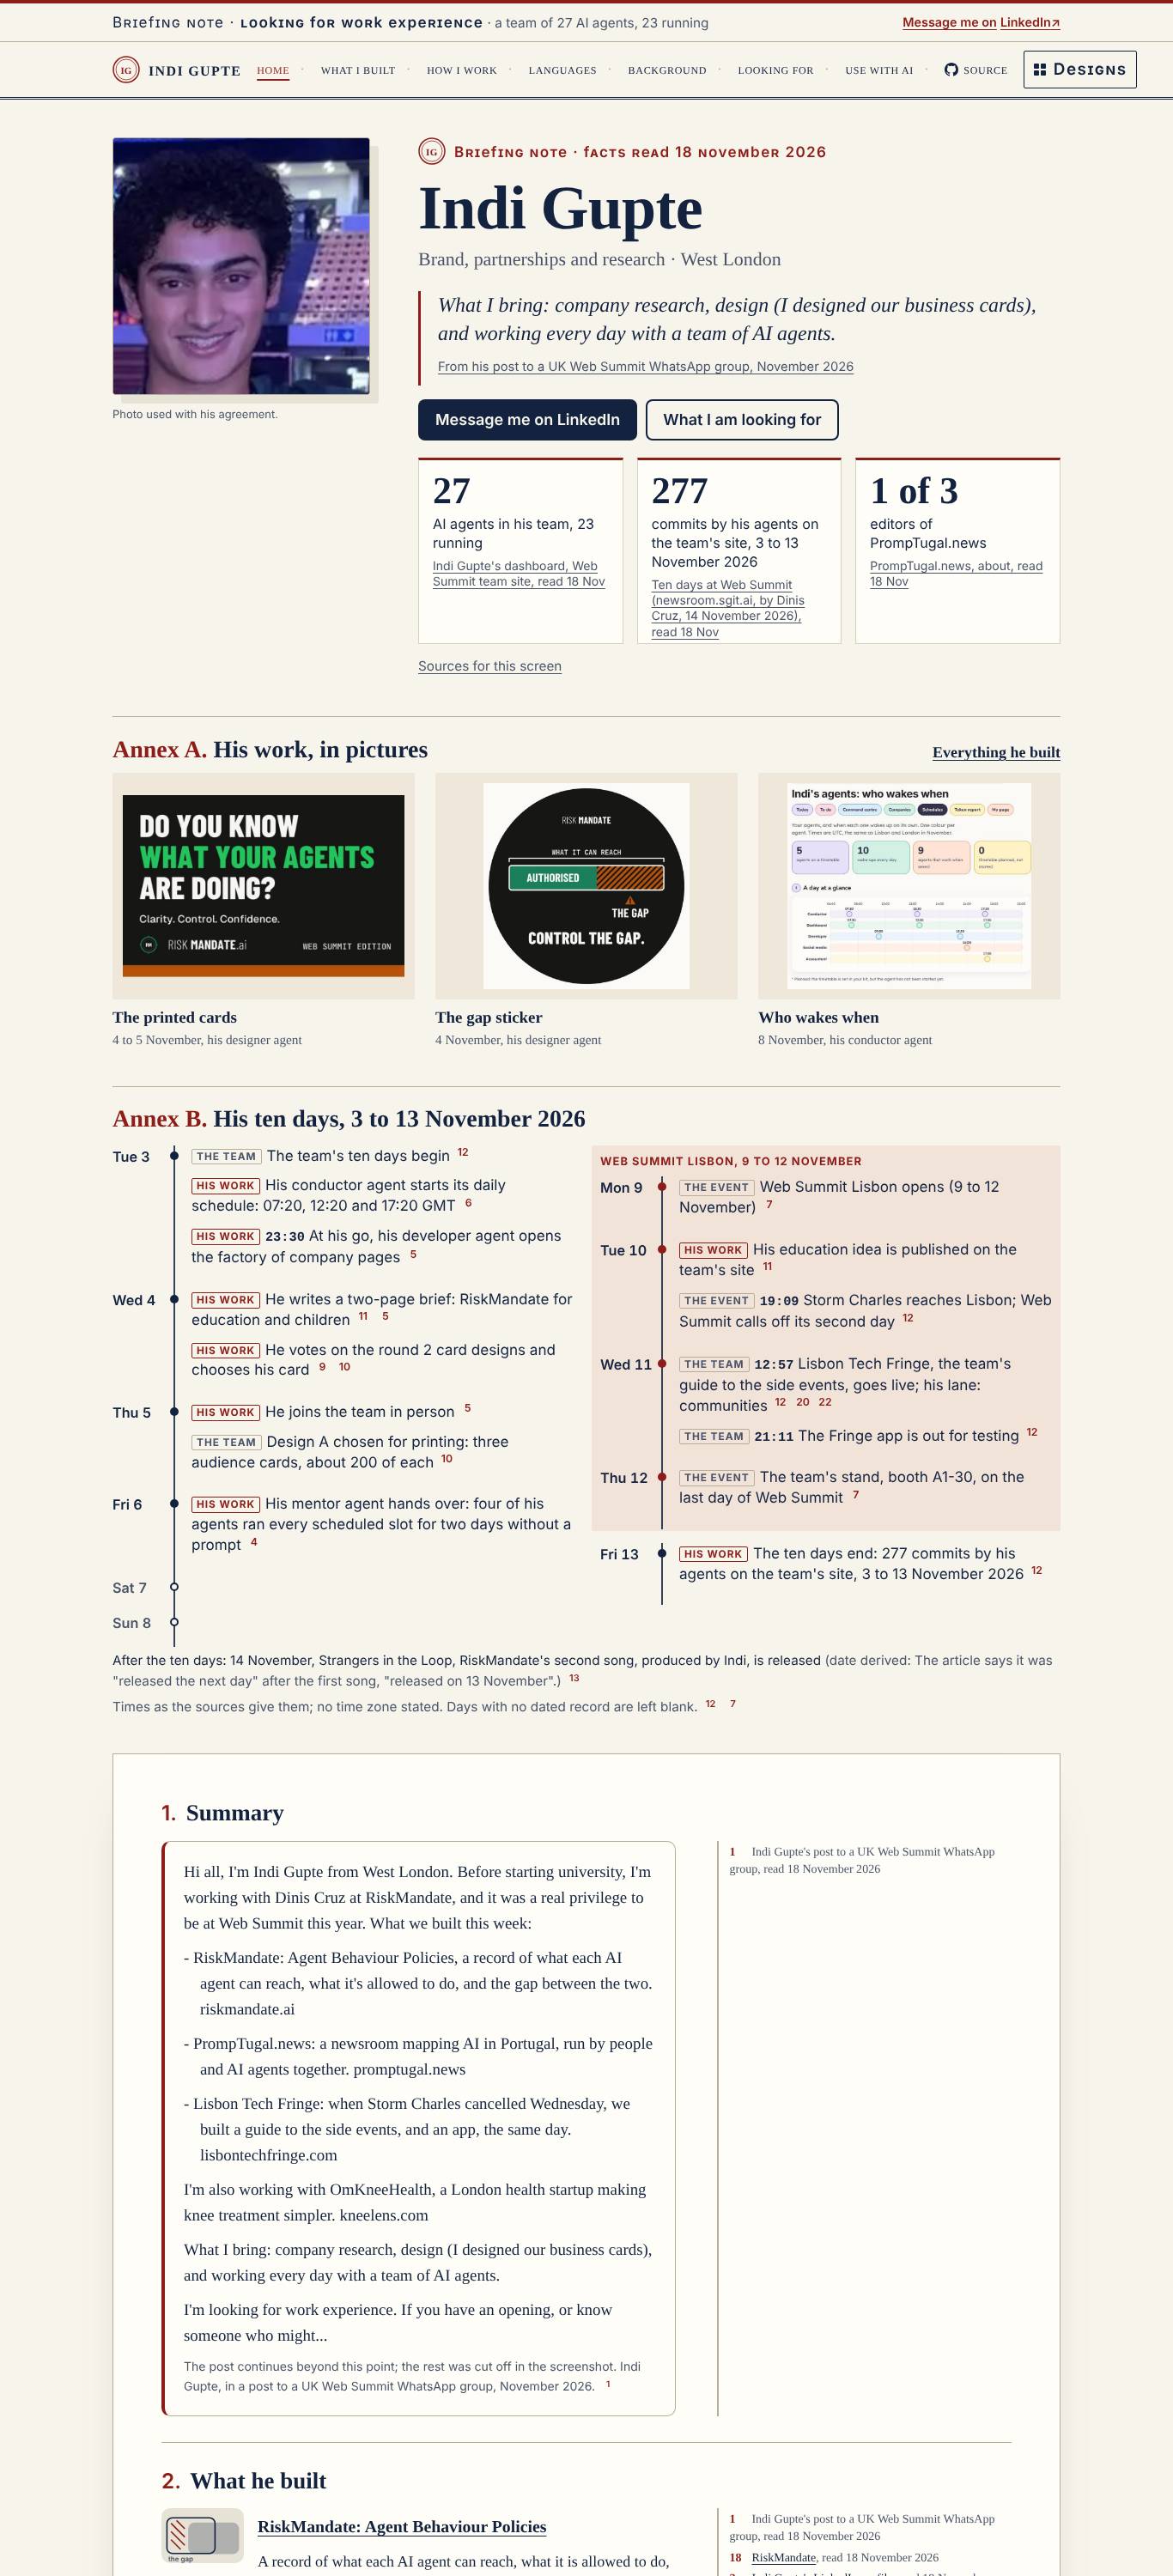 Briefing note · Looking for work experience · a team of 27 AI agents, 23 running
Message me on LinkedIn↗
IG INDI GUPTE HOME · WHAT I BUILT · HOW I WORK · LANGUAGES · BACKGROUND · LOOKING FOR · USE WITH AI · SOURCE Designs
IG Briefing note · facts read 18 November 2026
Indi Gupte
Brand, partnerships and research · West London
What I bring: company research, design (I designed our business cards),
and working every day with a team of AI agents.
From his post to a UK Web Summit WhatsApp group, November 2026
Photo used with his agreement.
Message me on LinkedIn
What I am looking for
27
AI agents in his team, 23
running
Indi Gupte's dashboard, Web
Summit team site, read 18 Nov
277
commits by his agents on
the team's site, 3 to 13
November 2026
Ten days at Web Summit
(newsroom.sgit.ai, by Dinis
Cruz, 14 November 2026),
read 18 Nov
1 of 3
editors of
PrompTugal.news
PrompTugal.news, about, read
18 Nov
Sources for this screen
Annex A. His work, in pictures
Everything he built
DO YOU KNOW
WHAT YOUR AGENTS
ARE DOING?
Clarity. Control. Confidence.
RISK MANDATE.ai
WEB SUMMIT EDITION
RISK MANDATE
WHAT IT CAN REACH
AUTHORISED
THE GAP
CONTROL THE GAP.
Indi's agents: who wakes when
Your agents, and when each one wakes up on its own. One colour per
agent. Times are UTC, the same as Lisbon and London in November.
5
10
9
0
A day at a glance
The printed cards
4 to 5 November, his designer agent
The gap sticker
4 November, his designer agent
Who wakes when
8 November, his conductor agent
Annex B. His ten days, 3 to 13 November 2026
Tue 3
THE TEAM The team's ten days begin 12
HIS WORK His conductor agent starts its daily
schedule: 07:20, 12:20 and 17:20 GMT 6
HIS WORK 23:30 At his go, his developer agent opens
the factory of company pages 5
Wed 4
HIS WORK He writes a two-page brief: RiskMandate for
education and children 11 5
HIS WORK He votes on the round 2 card designs and
chooses his card 9 10
Thu 5
HIS WORK He joins the team in person 5
THE TEAM Design A chosen for printing: three
audience cards, about 200 of each 10
Fri 6
HIS WORK His mentor agent hands over: four of his
agents ran every scheduled slot for two days without a
prompt 4
Sat 7
Sun 8
WEB SUMMIT LISBON, 9 TO 12 NOVEMBER
Mon 9
THE EVENT Web Summit Lisbon opens (9 to 12
November) 7
Tue 10
HIS WORK His education idea is published on the
team's site 11
THE EVENT 19:09 Storm Charles reaches Lisbon; Web
Summit calls off its second day 12
Wed 11
THE TEAM 12:57 Lisbon Tech Fringe, the team's
guide to the side events, goes live; his lane:
communities 12 20 22
THE TEAM 21:11 The Fringe app is out for testing 12
Thu 12
THE EVENT The team's stand, booth A1-30, on the
last day of Web Summit 7
Fri 13
HIS WORK The ten days end: 277 commits by his
agents on the team's site, 3 to 13 November 2026 12
After the ten days: 14 November, Strangers in the Loop, RiskMandate's second song, produced by Indi, is released (date derived: The article says it was
"released the next day" after the first song, "released on 13 November".) 13
Times as the sources give them; no time zone stated. Days with no dated record are left blank. 12 7
1. Summary
Hi all, I'm Indi Gupte from West London. Before starting university, I'm
working with Dinis Cruz at RiskMandate, and it was a real privilege to
be at Web Summit this year. What we built this week:
- RiskMandate: Agent Behaviour Policies, a record of what each AI
agent can reach, what it's allowed to do, and the gap between the two.
riskmandate.ai
- PrompTugal.news: a newsroom mapping AI in Portugal, run by people
and AI agents together. promptugal.news
- Lisbon Tech Fringe: when Storm Charles cancelled Wednesday, we
built a guide to the side events, and an app, the same day.
lisbontechfringe.com
I'm also working with OmKneeHealth, a London health startup making
knee treatment simpler. kneelens.com
What I bring: company research, design (I designed our business cards),
and working every day with a team of AI agents.
I'm looking for work experience. If you have an opening, or know
someone who might...
The post continues beyond this point; the rest was cut off in the screenshot. Indi
Gupte, in a post to a UK Web Summit WhatsApp group, November 2026. 1
1 Indi Gupte's post to a UK Web Summit WhatsApp
group, read 18 November 2026
2. What he built
the gap
RiskMandate: Agent Behaviour Policies
A record of what each AI agent can reach, what it is allowed to do,
1 Indi Gupte's post to a UK Web Summit WhatsApp
group, read 18 November 2026
18 RiskMandate, read 18 November 2026